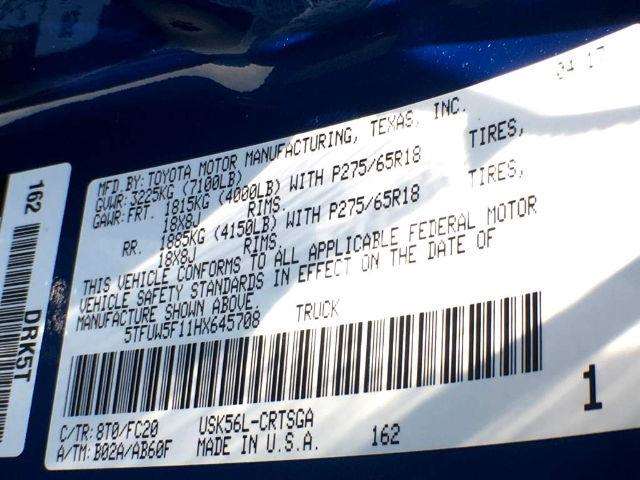 04 17
MFD.BY:TOYOTA MOTOR MANUFACTURING, TEXAS, INC.
GVWR:3225KG (7100LB)
GAWR:FRT. 1815KG (4000LB) WITH P275/65R18 TIRES,
18X8J RIMS
RR. 1885KG (4150LB) WITH P275/65R18 TIRES,
18X8J RIMS.
THIS VEHICLE CONFORMS TO ALL APPLICABLE FEDERAL MOTOR
VEHICLE SAFETY STANDARDS IN EFFECT ON THE DATE OF
MANUFACTURE SHOWN ABOVE.
5TFUW5F11HX645708 TRUCK
C/TR:8T0/FC20 USK56L-CRTSGA
A/TM:B02A/AB60F MADE IN U.S.A. 162
1
162
DRK5T